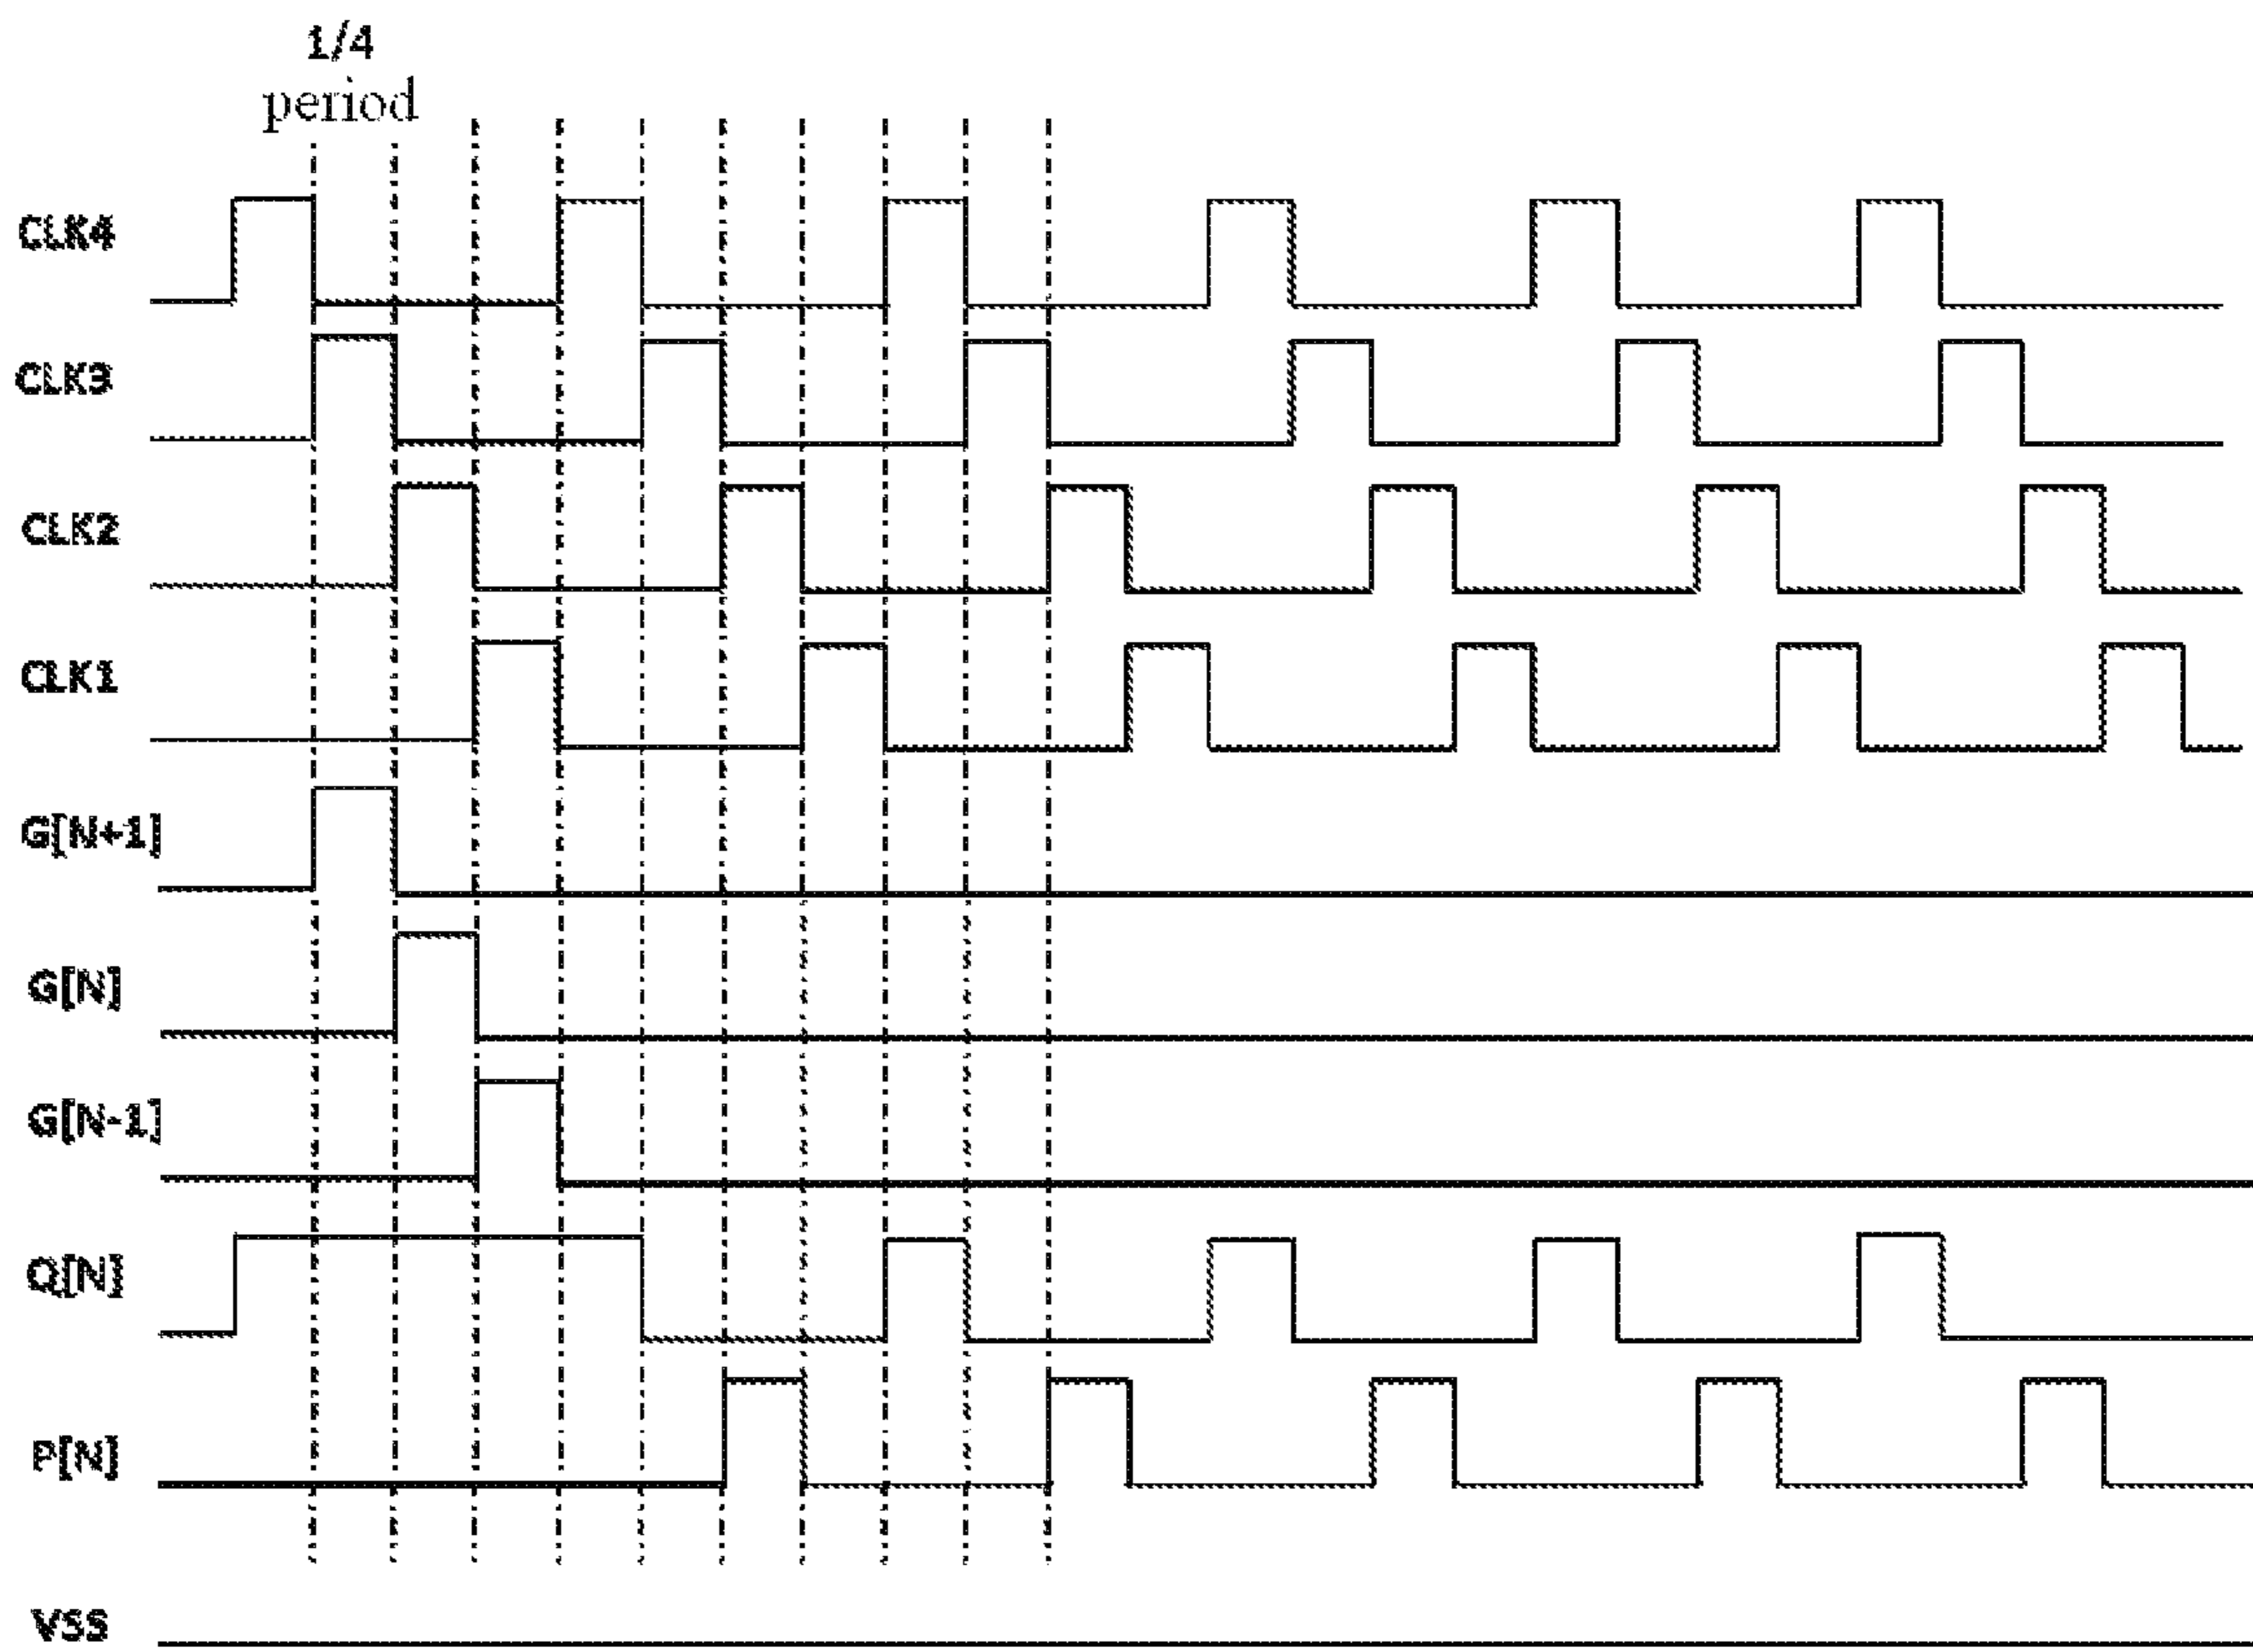 1/4
period
CLK4
CLK3
CLK2
CLK1
G[N+1]
G[N]
G[N-1]
Q[N]
P[N]
VSS